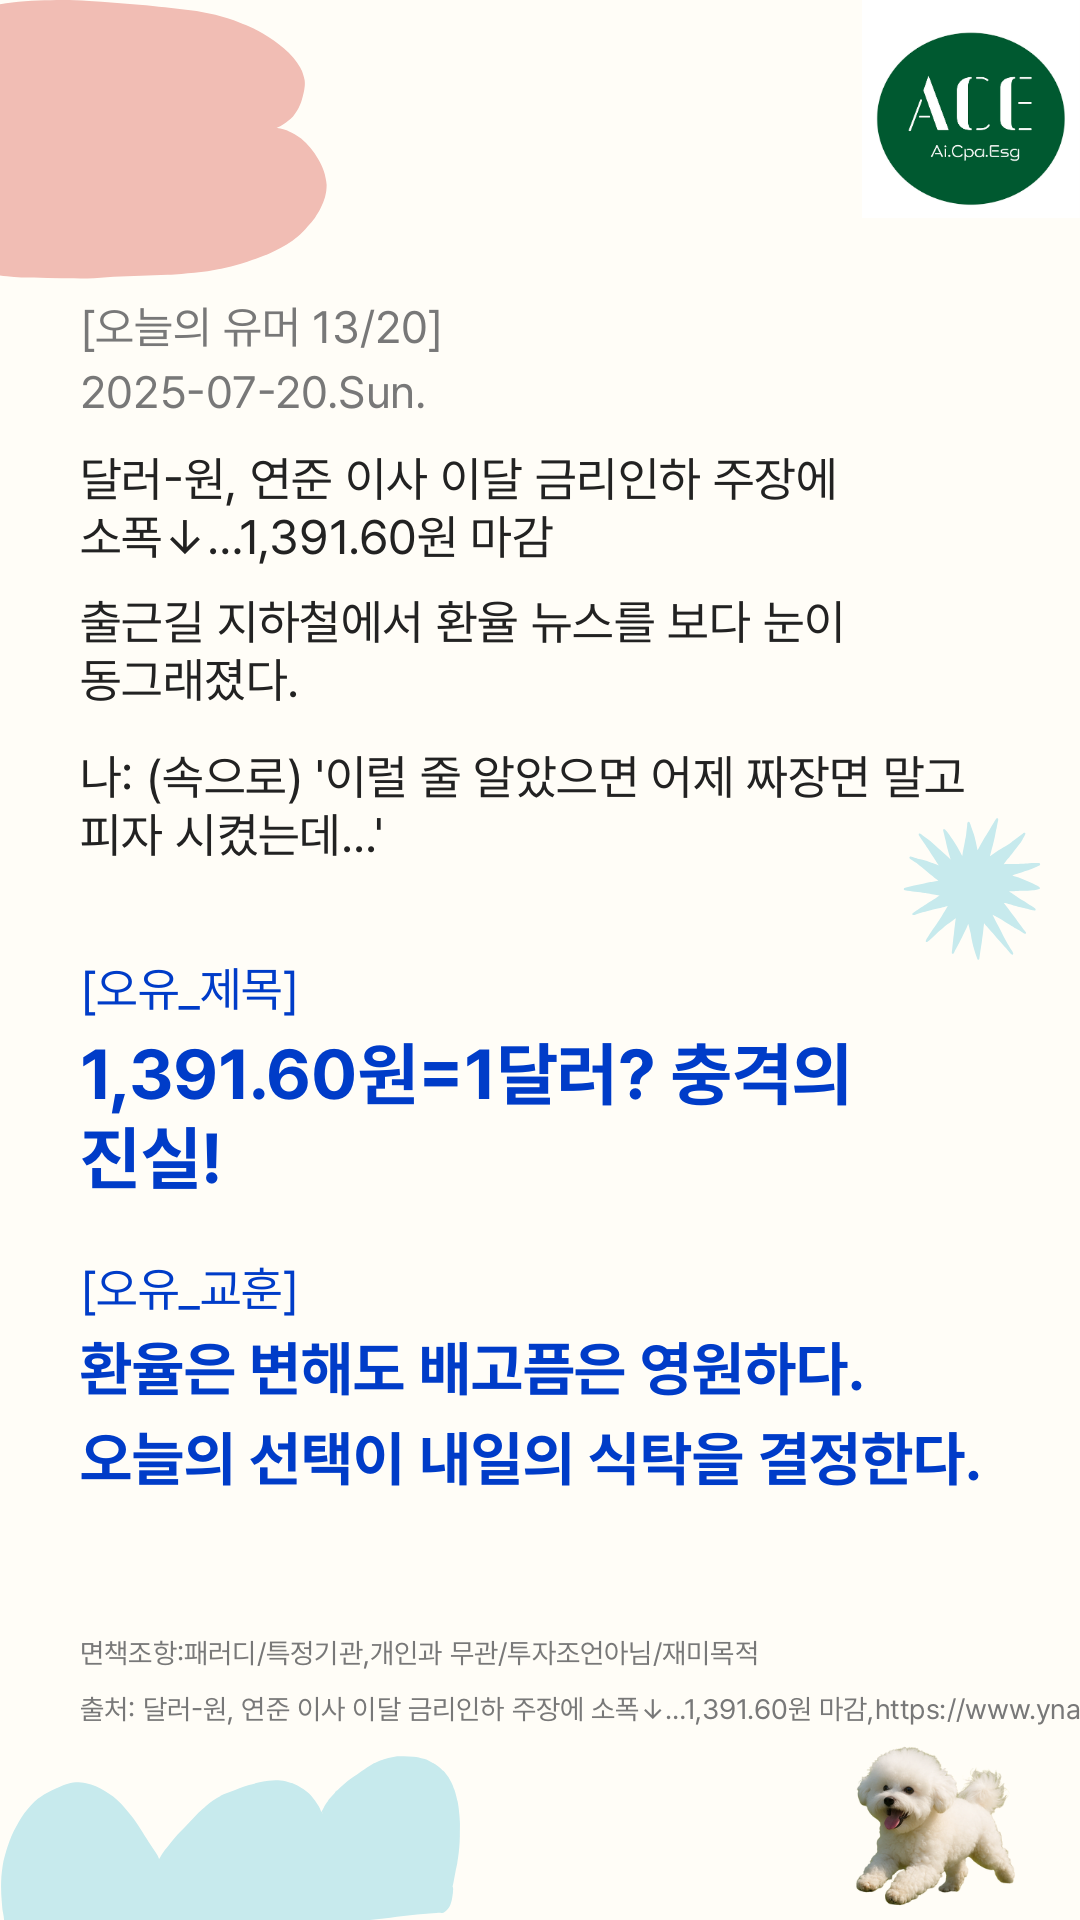 ACE
Ai.Cpa.Esg
[오늘의 유머 13/20]
2025-07-20.Sun.
달러-원, 연준 이사 이달 금리인하 주장에
소폭↓…1,391.60원 마감
출근길 지하철에서 환율 뉴스를 보다 눈이
동그래졌다.
나: (속으로) '이럴 줄 알았으면 어제 짜장면 말고
피자 시켰는데...'
[오유_제목]
1,391.60원=1달러? 충격의
진실!
[오유_교훈]
환율은 변해도 배고픔은 영원하다.
오늘의 선택이 내일의 식탁을 결정한다.
면책조항:패러디/특정기관,개인과 무관/투자조언아님/재미목적
출처: 달러-원, 연준 이사 이달 금리인하 주장에 소폭↓…1,391.60원 마감,https://www.yna